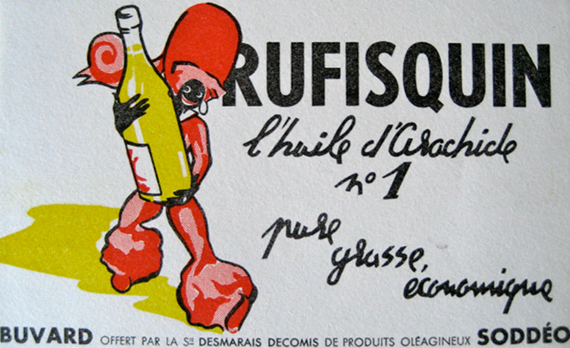 RUFISQUIN
l'huile d'Arachide
n° 1
pure
grasse,
économique
BUVARD OFFERT PAR LA Sté DESMARAIS DECOMIS DE PRODUITS OLÉAGINEUX SODDÉO